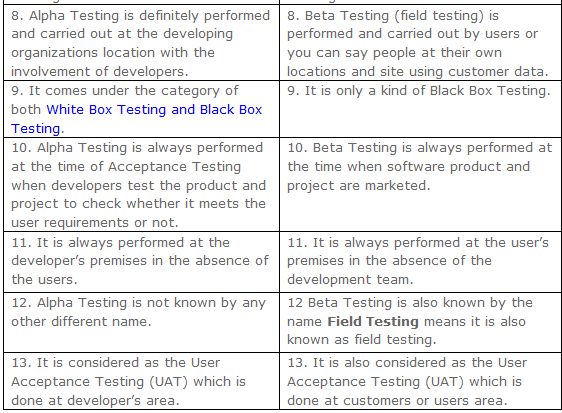 8. Alpha Testing is definitely performed
and carried out at the developing
organizations location with the
involvement of developers.
8. Beta Testing (field testing) is
performed and carried out by users or
you can say people at their own
locations and site using customer data.
9. It comes under the category of
both White Box Testing and Black Box
Testing.
9. It is only a kind of Black Box Testing.
10. Alpha Testing is always performed
at the time of Acceptance Testing
when developers test the product and
project to check whether it meets the
user requirements or not.
10. Beta Testing is always performed at
the time when software product and
project are marketed.
11. It is always performed at the
developer’s premises in the absence of
the users.
11. It is always performed at the user’s
premises in the absence of the
development team.
12. Alpha Testing is not known by any
other different name.
12 Beta Testing is also known by the
name Field Testing means it is also
known as field testing.
13. It is considered as the User
Acceptance Testing (UAT) which is
done at developer’s area.
13. It is also considered as the User
Acceptance Testing (UAT) which is
done at customers or users area.